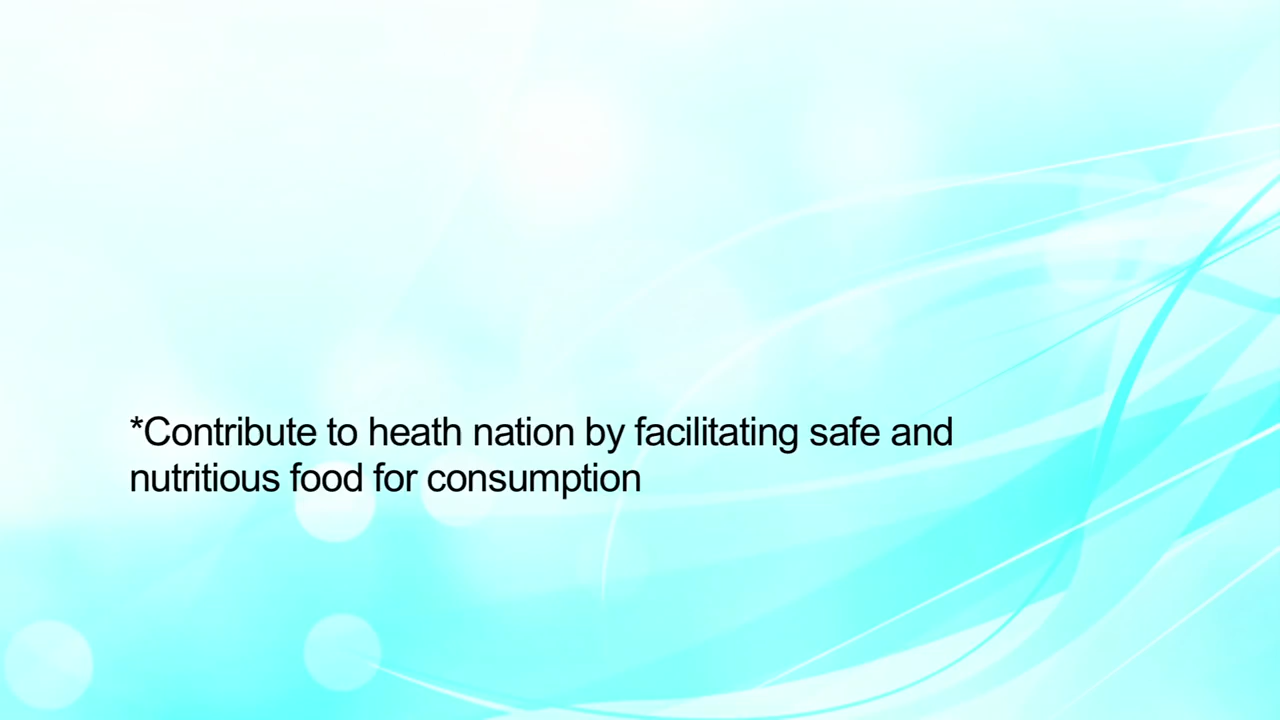 *Contribute to heath nation by facilitating safe and
nutritious food for consumption